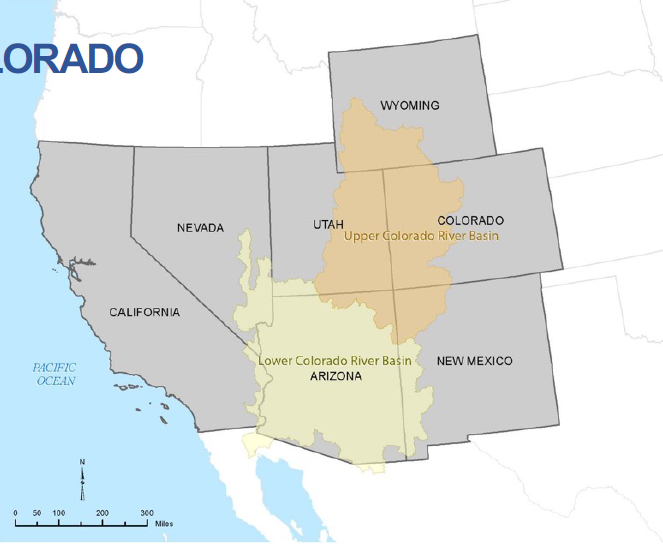 LORADO
WYOMING
NEVADA
UTAH
COLORADO
Upper Colorado River Basin
CALIFORNIA
Lower Colorado River Basin
ARIZONA
NEW MEXICO
PACIFIC
OCEAN
N
0 50 100 200 300
Miles